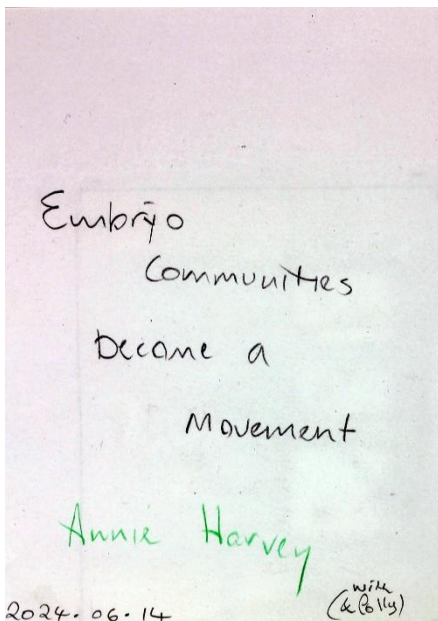 Embryo
Communities
become a
Movement
Annie Harvey
with
(& Polly)
2024.06.14